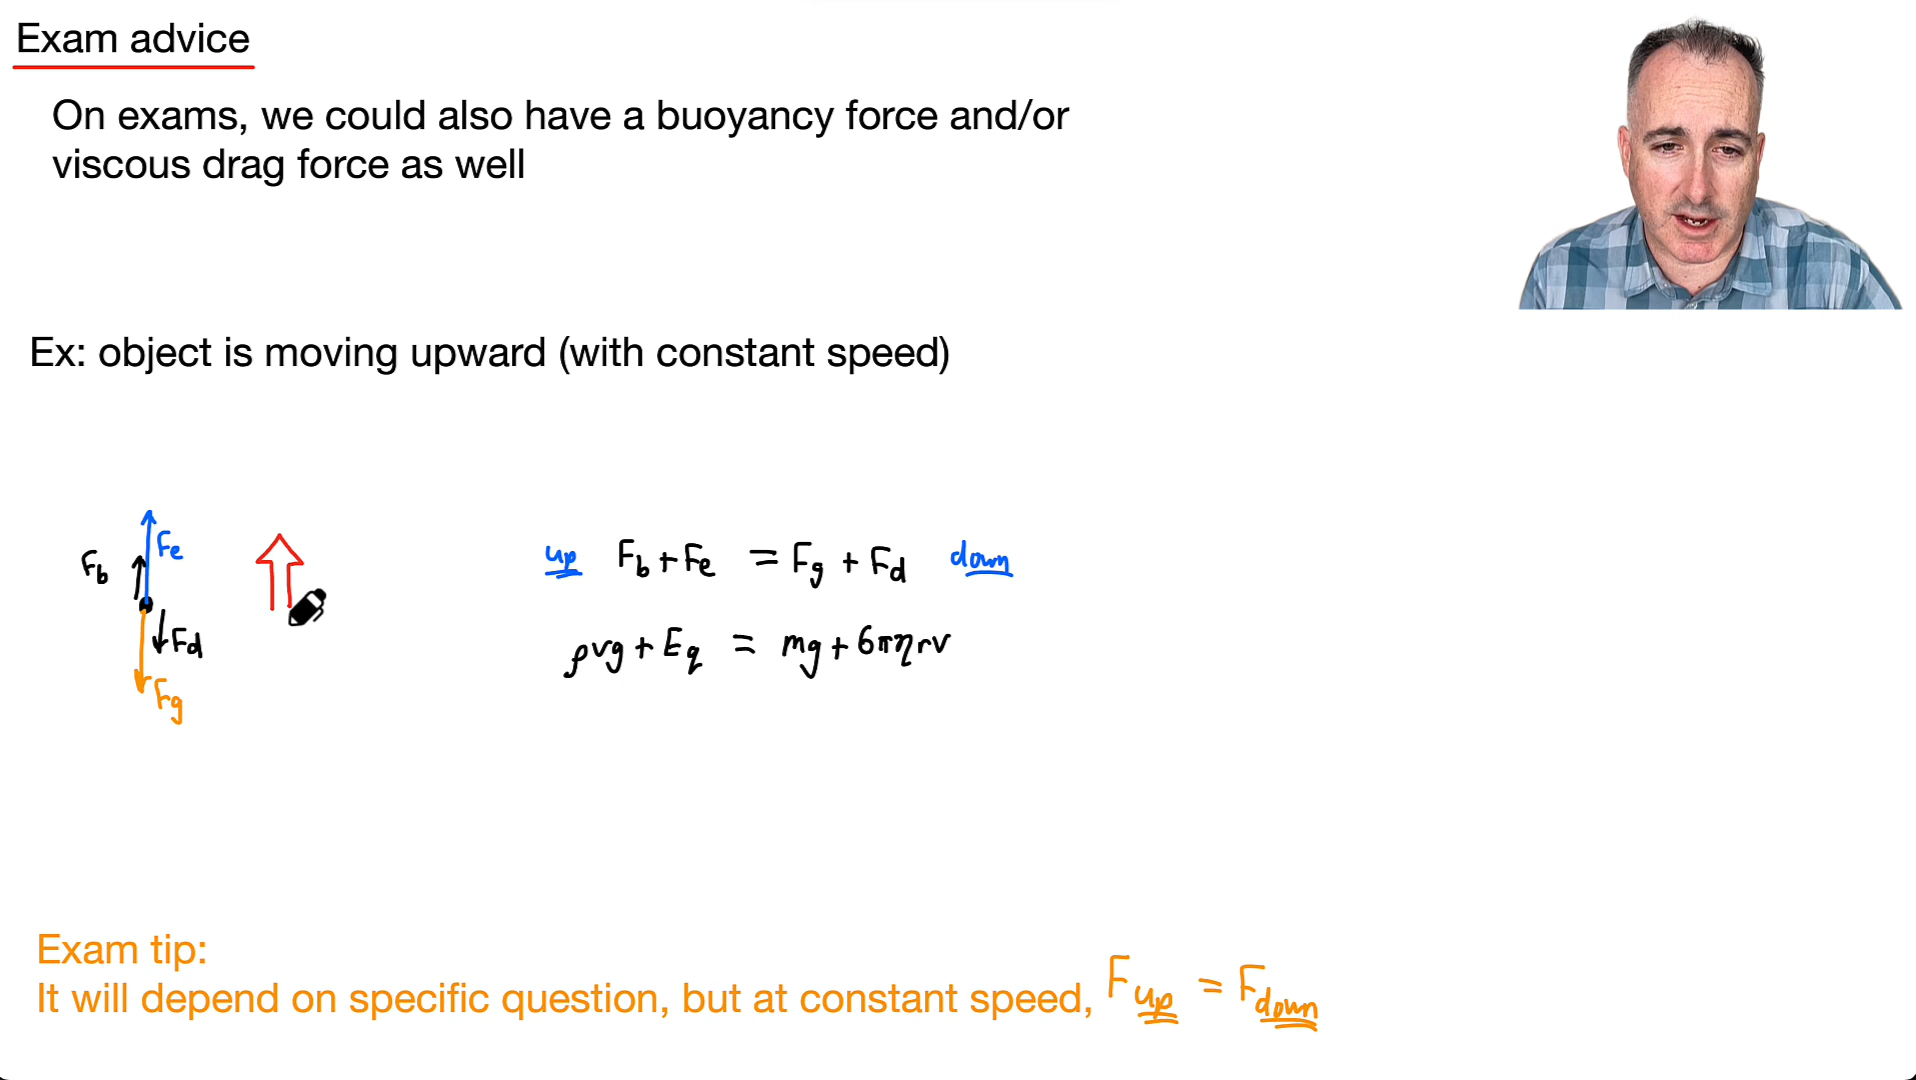 Exam advice
On exams, we could also have a buoyancy force and/or
viscous drag force as well
Ex: object is moving upward (with constant speed)
Fe
Fb
Fd
Fg
up Fb + Fe = Fg + Fd down
ρvg + Eq = mg + 6πηrv
Exam tip:
It will depend on specific question, but at constant speed, Fup = Fdown